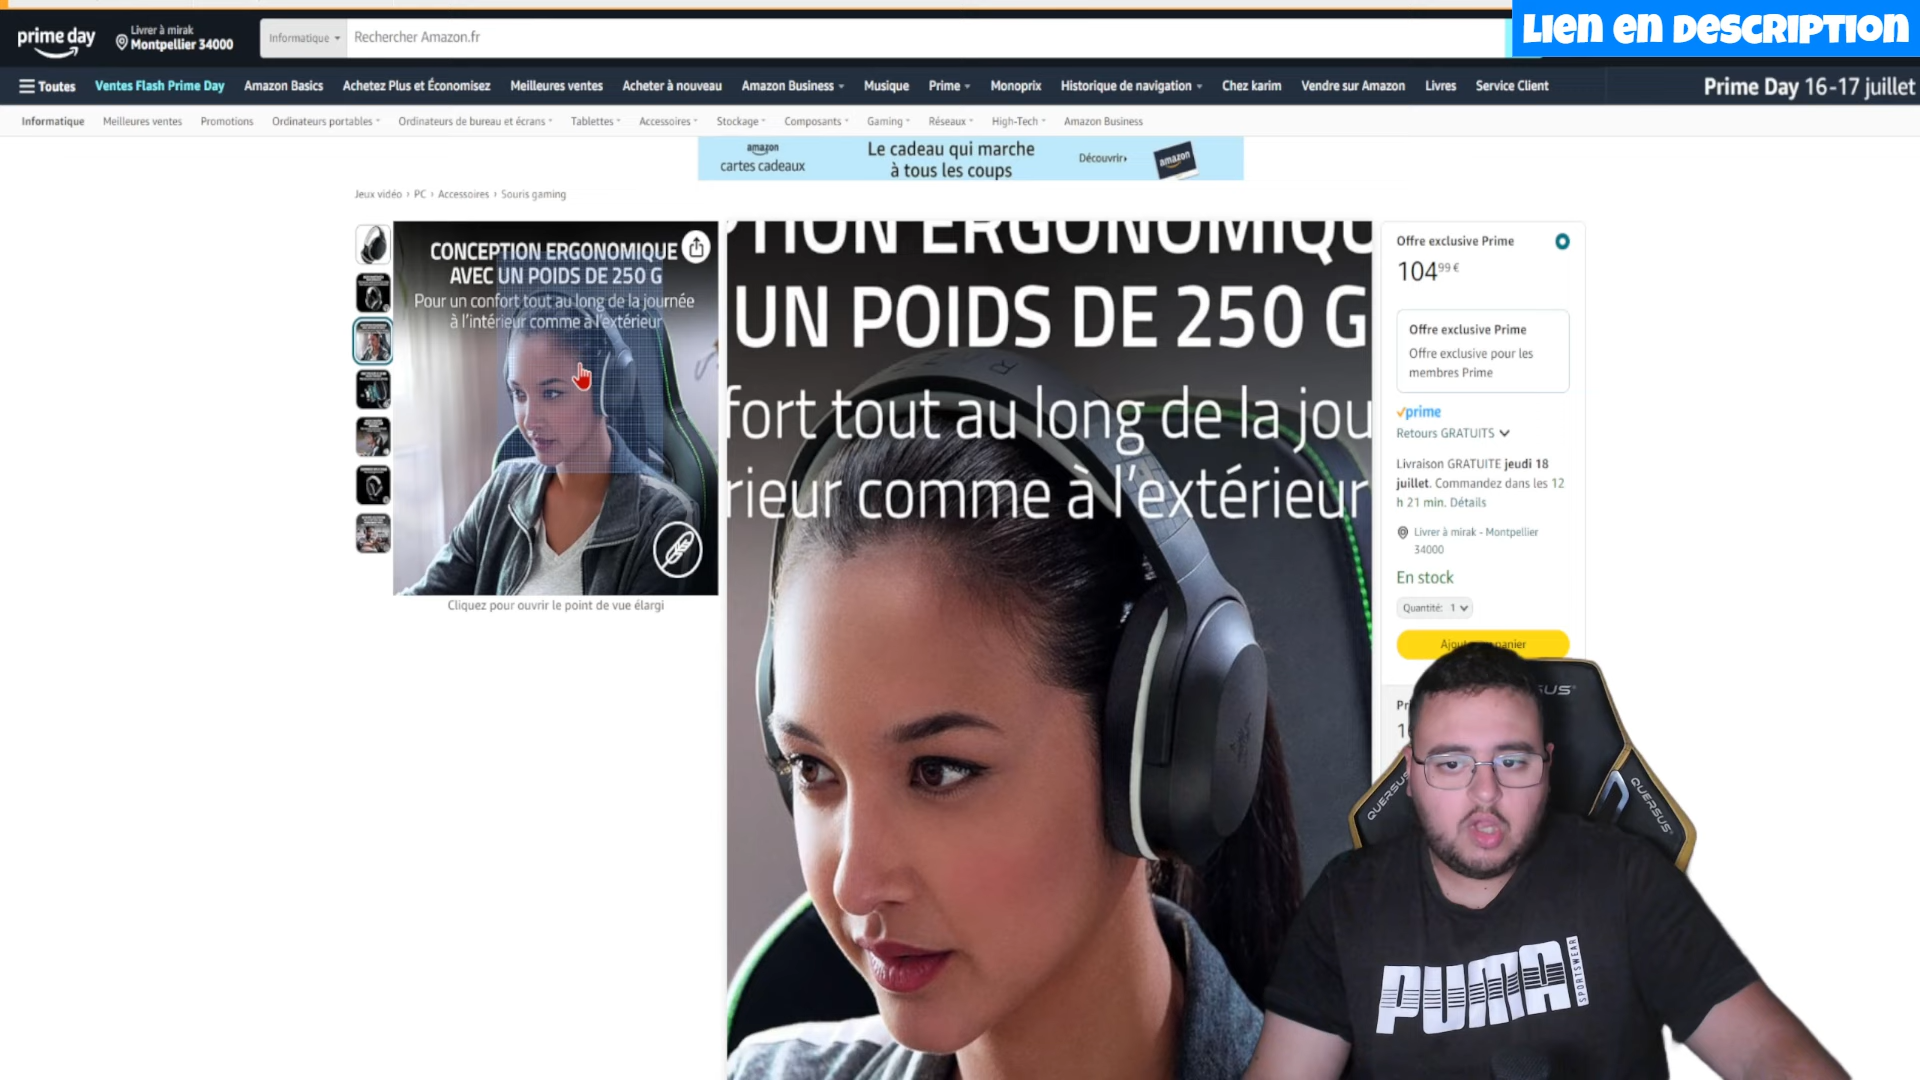 LIEN EN DESCRIPTION
prime day
Livrer à mirak
Montpellier 34000
Informatique
Rechercher Amazon.fr
Toutes
Ventes Flash Prime Day
Amazon Basics
Achetez Plus et Économisez
Meilleures ventes
Acheter à nouveau
Amazon Business
Musique
Prime
Monoprix
Historique de navigation
Chez karim
Vendre sur Amazon
Livres
Service Client
Prime Day 16-17 juillet
Informatique
Meilleures ventes
Promotions
Ordinateurs portables
Ordinateurs de bureau et écrans
Tablettes
Accessoires
Stockage
Composants
Gaming
Réseaux
High-Tech
Amazon Business
amazon
cartes cadeaux
Le cadeau qui marche
à tous les coups
Découvrir›
amazon
Jeux vidéo › PC › Accessoires › Souris gaming
CONCEPTION ERGONOMIQUE
AVEC UN POIDS DE 250 G
Pour un confort tout au long de la journée
à l'intérieur comme à l'extérieur
Cliquez pour ouvrir le point de vue élargi
PTION ERGONOMIQU
UN POIDS DE 250 G
fort tout au long de la jou
rieur comme à l'extérieur
Offre exclusive Prime
104,99 €
Offre exclusive Prime
Offre exclusive pour les
membres Prime
prime
Retours GRATUITS
Livraison GRATUITE jeudi 18
juillet. Commandez dans les 12
h 21 min. Détails
Livrer à mirak - Montpellier
34000
En stock
Quantité: 1
QUERSUS
QUERSUS
PUMA
SPORTSWEAR